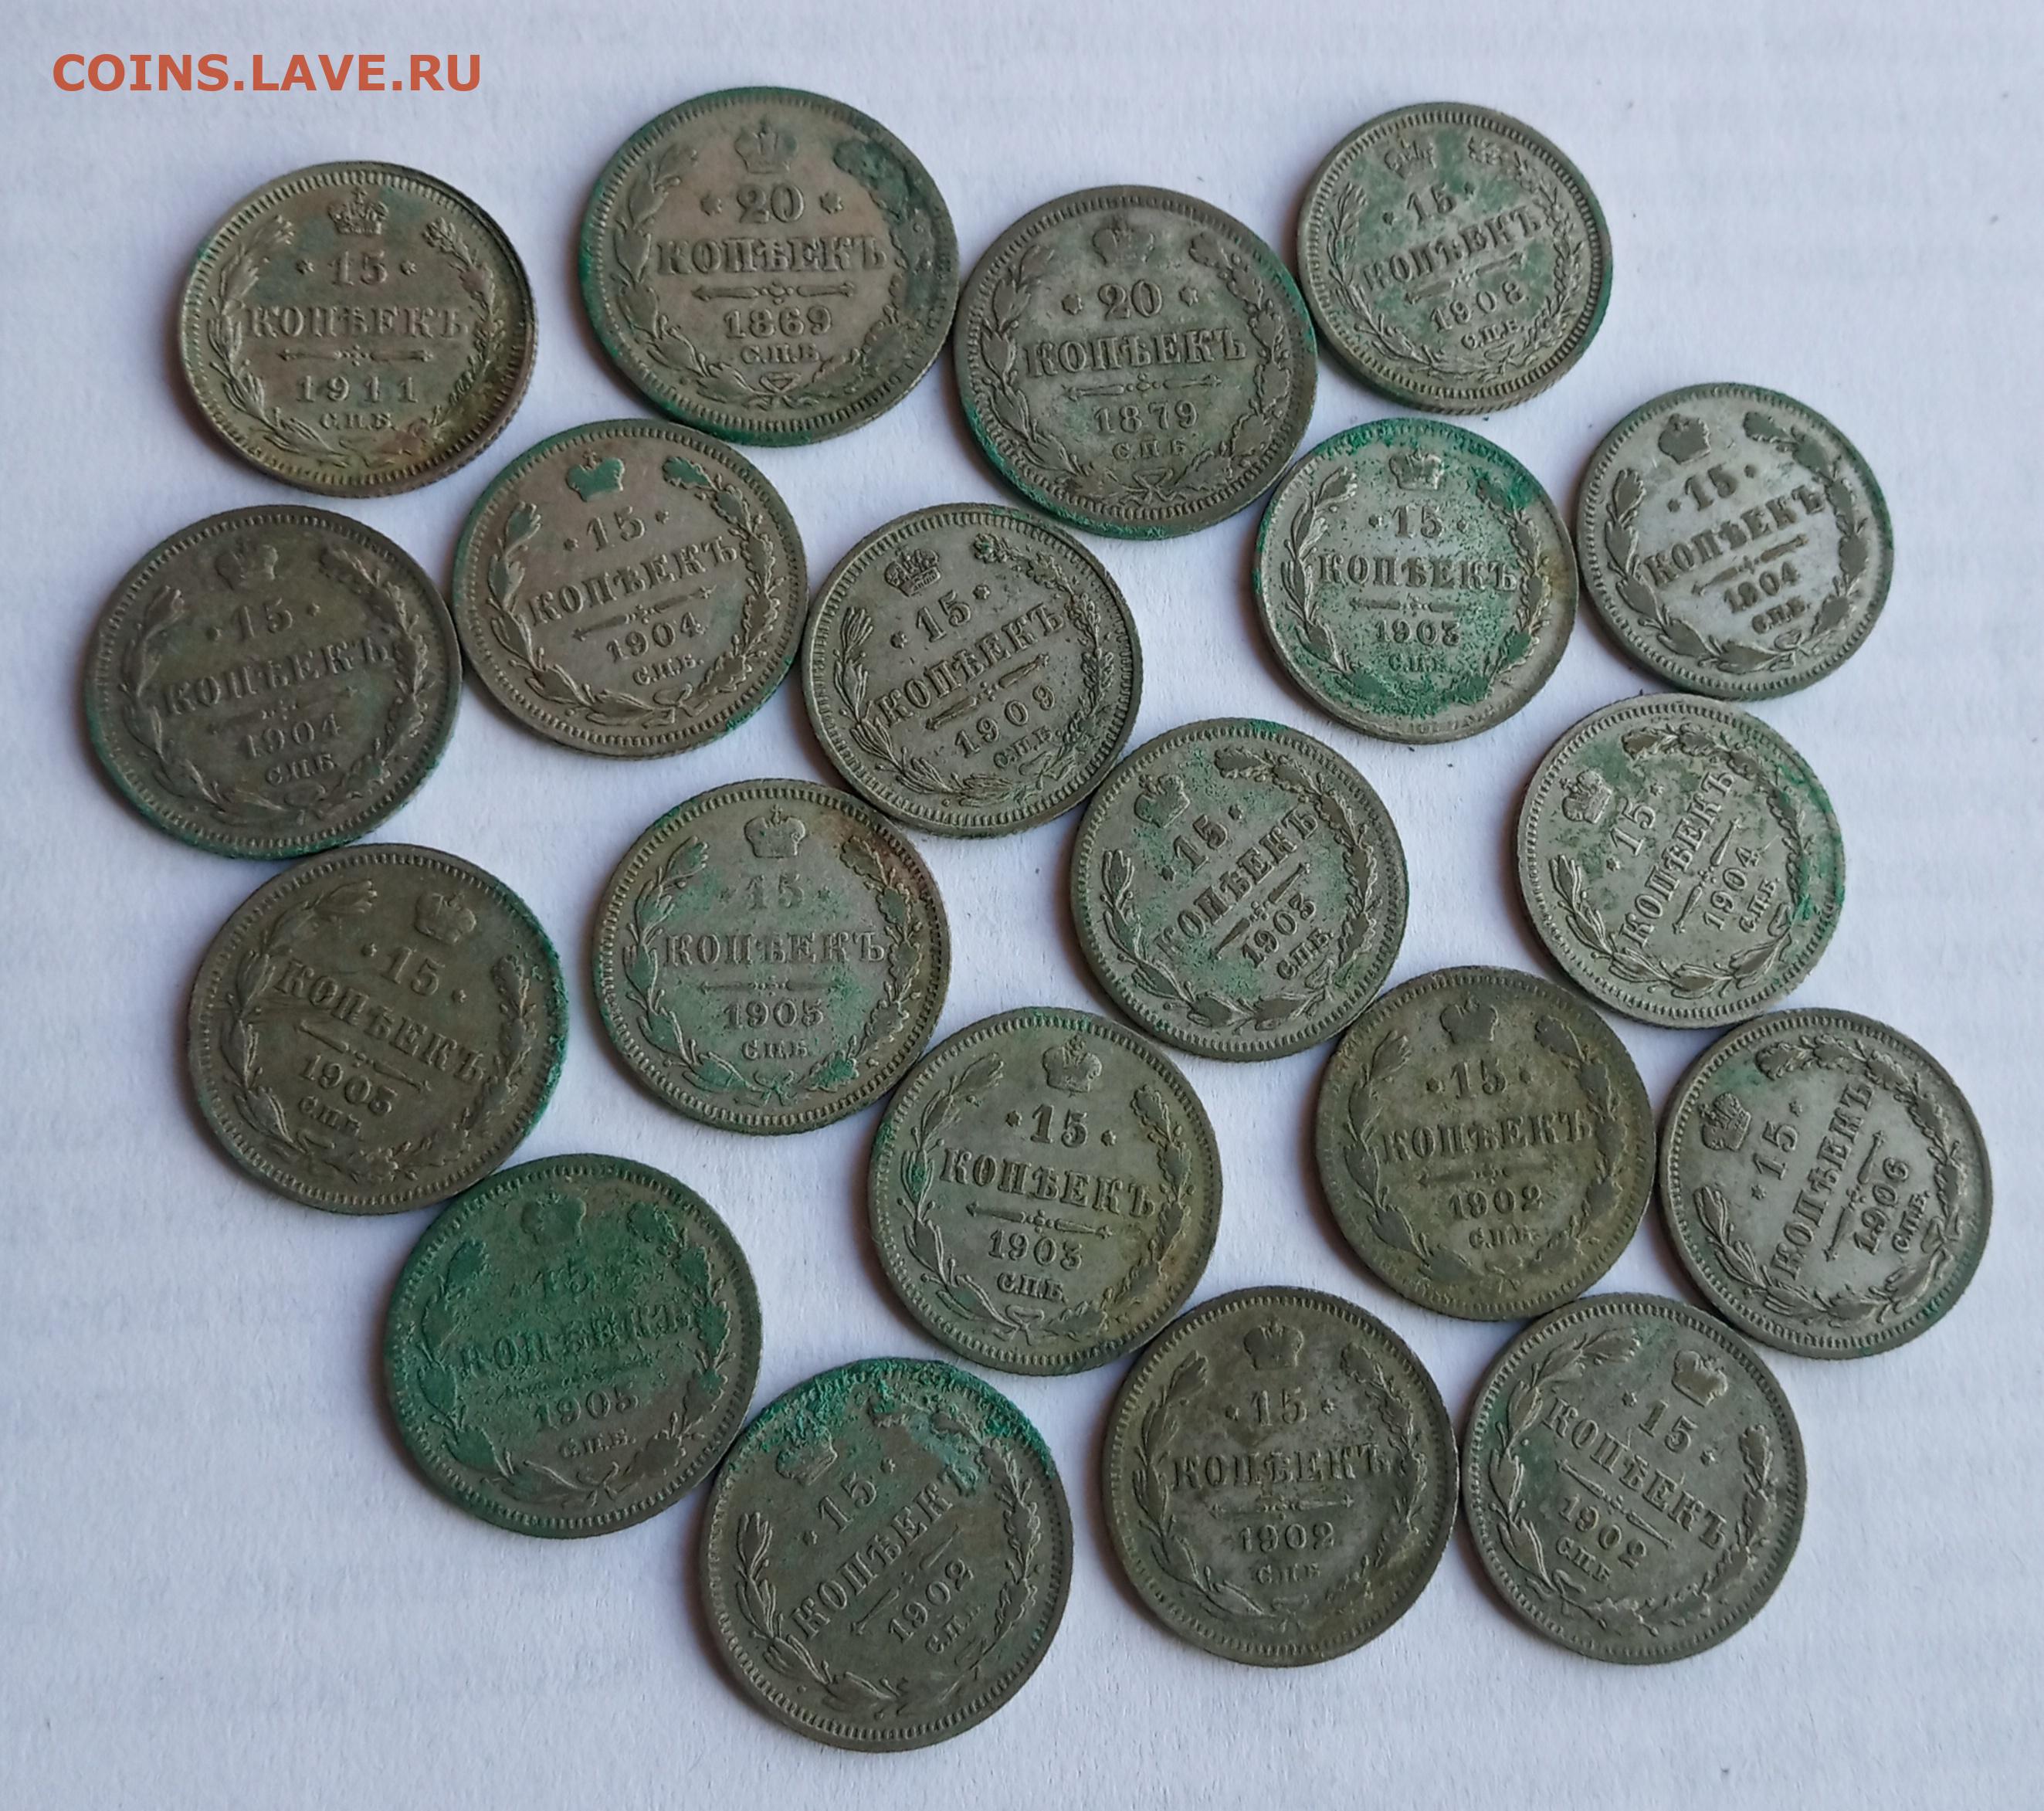 COINS.LAVE.RU
* 15 *
КОПѢЕКЪ
1911
С.П.Б.
* 20 *
КОПѢЕКЪ
1869
С.П.Б.
* 20 *
КОПѢЕКЪ
1879
С.П.Б.
* 15 *
КОПѢЕКЪ
1908
С.П.Б.
* 15 *
КОПѢЕКЪ
1904
С.П.Б.
* 15 *
КОПѢЕКЪ
1904
С.П.Б.
* 15 *
КОПѢЕКЪ
1909
С.П.Б.
* 15 *
КОПѢЕКЪ
1903
С.П.Б.
* 15 *
КОПѢЕКЪ
1904
С.П.Б.
* 15 *
КОПѢЕКЪ
1905
С.П.Б.
* 15 *
КОПѢЕКЪ
1905
С.П.Б.
* 15 *
КОПѢЕКЪ
1903
С.П.Б.
* 15 *
КОПѢЕКЪ
1904
С.П.Б.
* 15 *
КОПѢЕКЪ
1903
С.П.Б.
* 15 *
КОПѢЕКЪ
1902
С.П.Б.
* 15 *
КОПѢЕКЪ
1906
С.П.Б.
* 15 *
КОПѢЕКЪ
1905
С.П.Б.
* 15 *
КОПѢЕКЪ
1902
* 15 *
КОПѢЕКЪ
1902
С.П.Б.
* 15 *
КОПѢЕКЪ
1902
С.П.Б.